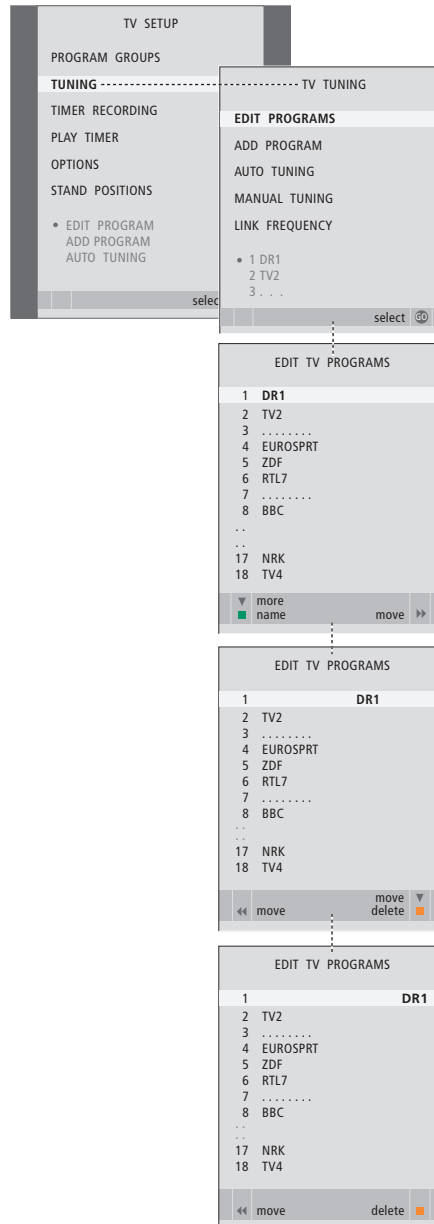 TV SETUP
PROGRAM GROUPS
TUNING
TIMER RECORDING
PLAY TIMER
OPTIONS
STAND POSITIONS
• EDIT PROGRAM
ADD PROGRAM
AUTO TUNING
selec
TV TUNING
EDIT PROGRAMS
ADD PROGRAM
AUTO TUNING
MANUAL TUNING
LINK FREQUENCY
• 1 DR1
2 TV2
3 . . .
select GO
EDIT TV PROGRAMS
1 DR1
2 TV2
3 ........
4 EUROSPRT
5 ZDF
6 RTL7
7 ........
8 BBC
. .
. .
17 NRK
18 TV4
▼ more
■ name move ▶▶
EDIT TV PROGRAMS
1 DR1
2 TV2
3 ........
4 EUROSPRT
5 ZDF
6 RTL7
7 ........
8 BBC
. .
. .
17 NRK
18 TV4
move ▼
◀◀ move delete ■
EDIT TV PROGRAMS
1 DR1
2 TV2
3 ........
4 EUROSPRT
5 ZDF
6 RTL7
7 ........
8 BBC
. .
. .
17 NRK
18 TV4
◀◀ move delete ■